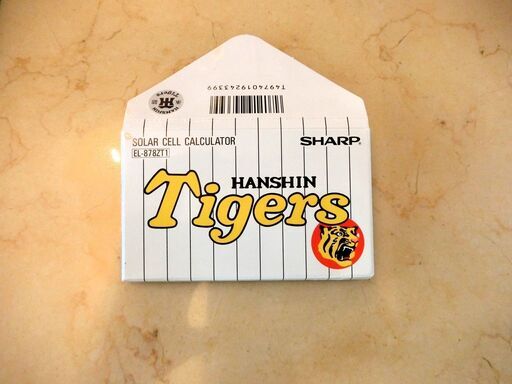 T4974019243399
SOLAR CELL CALCULATOR
SHARP
EL-878ZT1
HANSHIN
Tigers